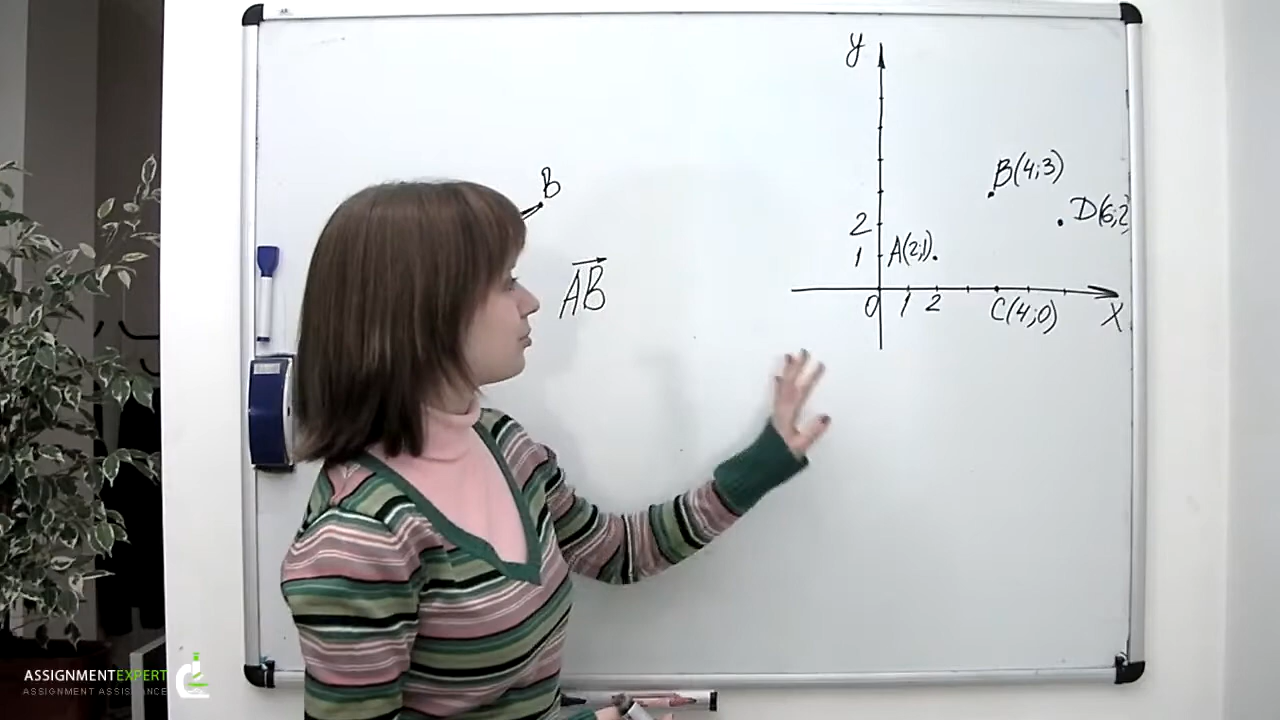 y
B
B(4;3)
D(6;2)
2
1
A(2;1)
AB
0
1
2
C(4;0)
X
ASSIGNMENTEXPERT
ASSIGNMENT ASSISTANCE